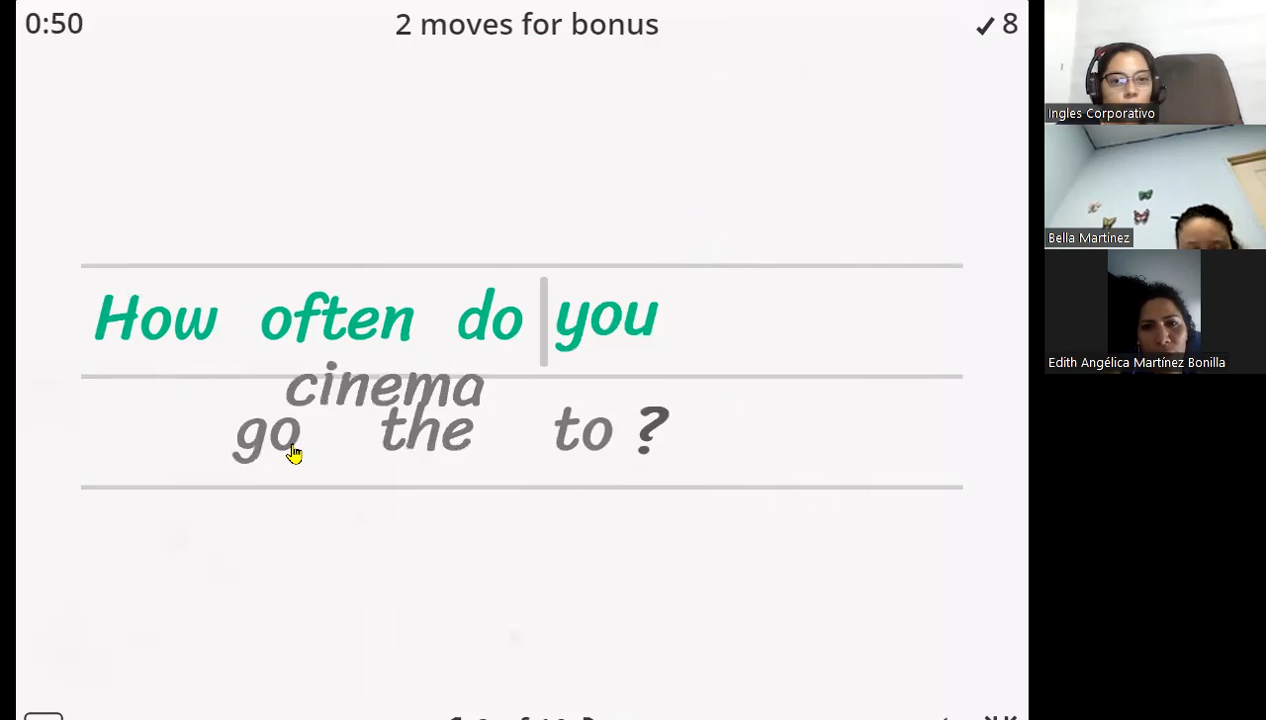 0:50
2 moves for bonus
✓ 8
Ingles Corporativo
Bella Martinez
How often do you
Edith Angélica Martínez Bonilla
cinema
go the to ?